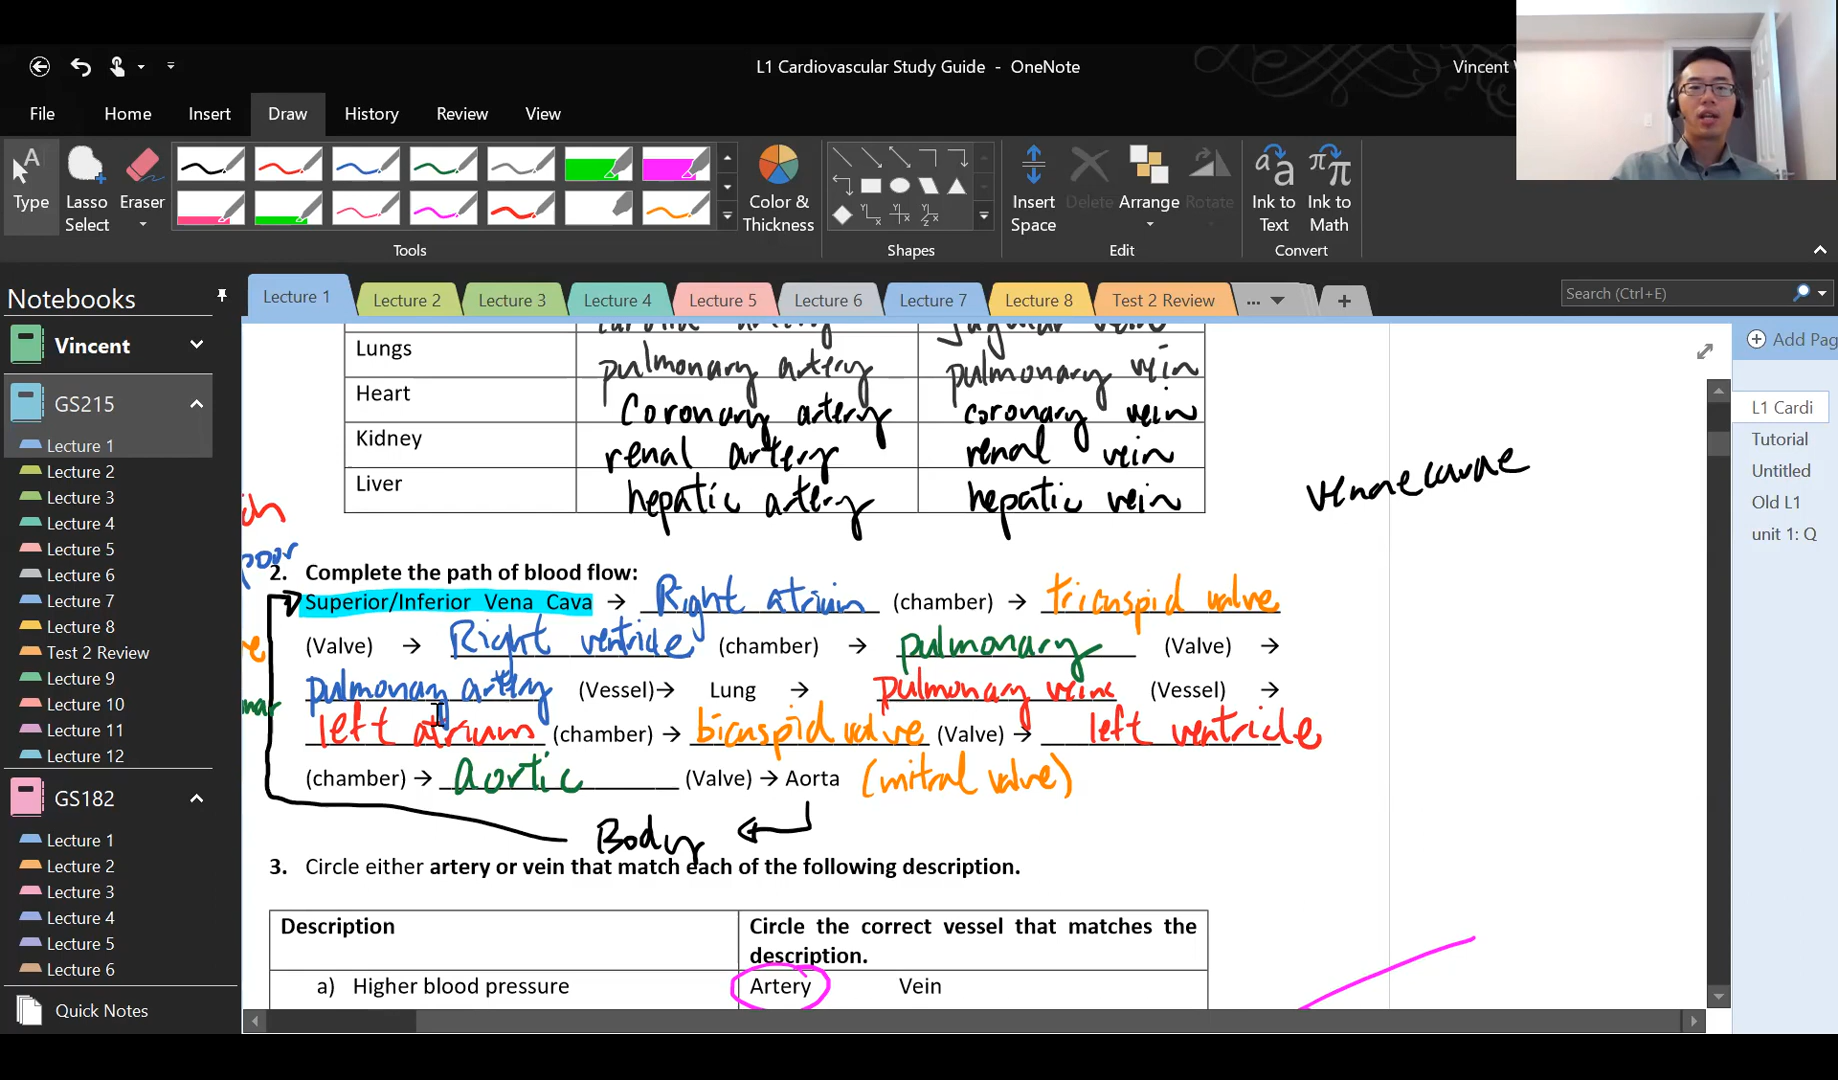 L1 Cardiovascular Study Guide - OneNote
Vincent
File Home Insert Draw History Review View
Type
Lasso Select
Eraser
Color & Thickness
Insert Space
Delete
Arrange
Rotate
Ink to Text
Ink to Math
Tools
Shapes
Edit
Convert
Notebooks
Lecture 1 Lecture 2 Lecture 3 Lecture 4 Lecture 5 Lecture 6 Lecture 7 Lecture 8 Test 2 Review ...
Search (Ctrl+E)
Vincent
GS215
Lecture 1
Lecture 2
Lecture 3
Lecture 4
Lecture 5
Lecture 6
Lecture 7
Lecture 8
Test 2 Review
Lecture 9
Lecture 10
Lecture 11
Lecture 12
GS182
Lecture 1
Lecture 2
Lecture 3
Lecture 4
Lecture 5
Lecture 6
Quick Notes
Add Pag
L1 Cardi
Tutorial
Untitled
Old L1
unit 1: Q
Lungs pulmonary artery pulmonary vein
Heart Coronary artery coronary vein
Kidney renal artery renal vein
Liver hepatic artery hepatic vein
venae cavae
poor
2. Complete the path of blood flow:
Superior/Inferior Vena Cava → Right atrium (chamber) → tricuspid valve
(Valve) → Right ventricle (chamber) → pulmonary (Valve) →
pulmonary artery (Vessel)→ Lung → pulmonary veins (Vessel) →
left atrium (chamber) → bicuspid valve (Valve) → left ventricle
(chamber) → aortic (Valve) → Aorta (mitral valve)
Body
3. Circle either artery or vein that match each of the following description.
Description
Circle the correct vessel that matches the
description.
a) Higher blood pressure Artery Vein